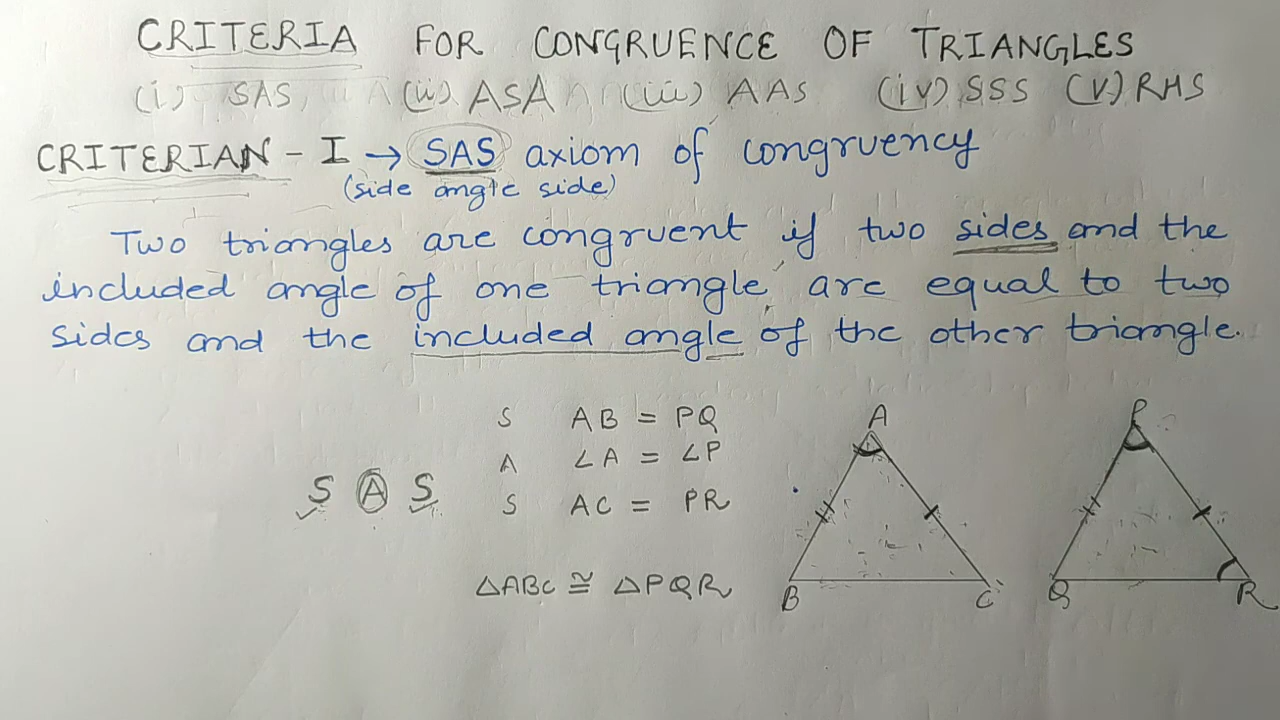 CRITERIA FOR CONGRUENCE OF TRIANGLES
(i) SAS (ii) ASA (iii) AAS (iv) SSS (v) RHS
CRITERIAN - I → SAS axiom of congruency
(side angle side)
Two triangles are congruent if two sides and the
included angle of one triangle, are equal to two
sides and the included angle of the other triangle.
S AB = PQ
A ∠A = ∠P
S A S
S AC = PR
△ABC ≅ △PQR
A
B C
P
Q R